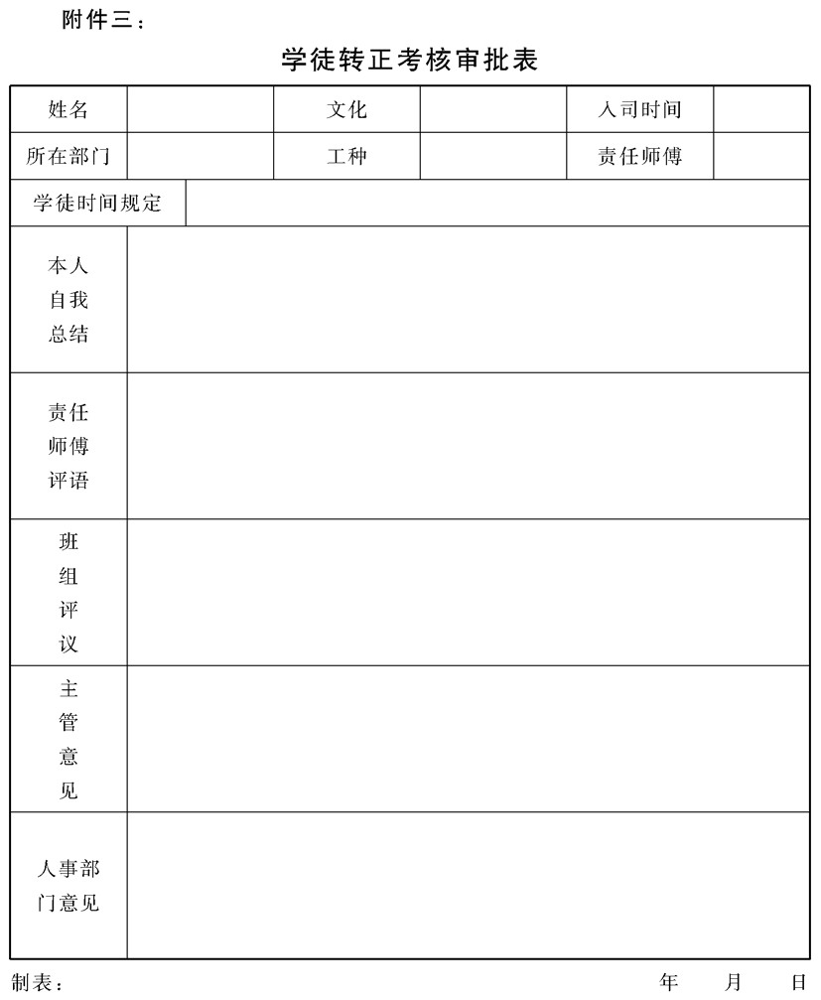 附件三：
学徒转正考核审批表
姓名 文化 入司时间
所在部门 工种 责任师傅
学徒时间规定
本人
自我
总结
责任
师傅
评语
班
组
评
议
主
管
意
见
人事部
门意见
制表： 年 月 日